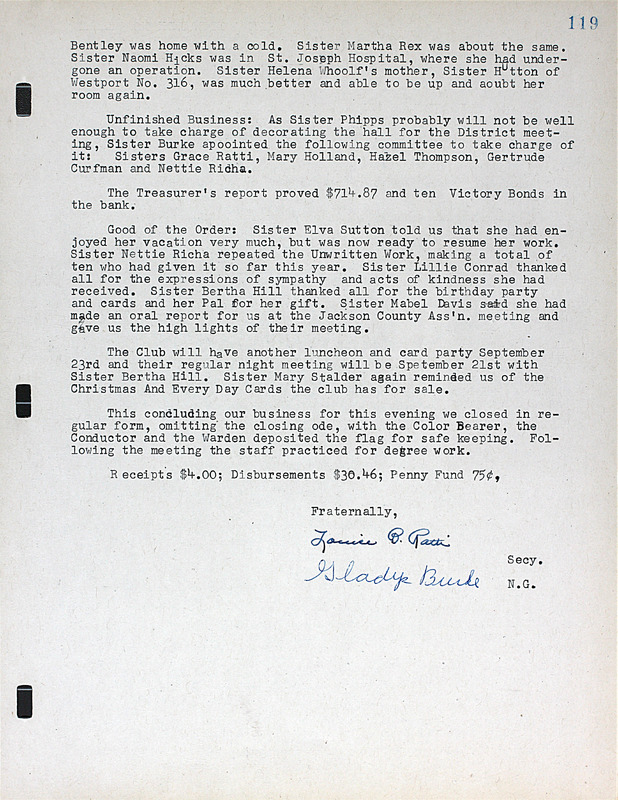 119
Bentley was home with a cold. Sister Martha Rex was about the same.
Sister Naomi Hicks was in St. Joseph Hospital, where she had under-
gone an operation. Sister Helena Whoolf's mother, Sister Hutton of
Westport No. 316, was much better and able to be up and aoubt her
room again.
Unfinished Business: As Sister Phipps probably will not be well
enough to take charge of decorating the hall for the District meet-
ing, Sister Burke apoointed the following committee to take charge of
it: Sisters Grace Ratti, Mary Holland, Hazel Thompson, Gertrude
Curfman and Nettie Ridha.
The Treasurer's report proved $714.87 and ten Victory Bonds in
the bank.
Good of the Order: Sister Elva Sutton told us that she had en-
joyed her vacation very much, but was now ready to resume her work.
Sister Nettie Richa repeated the Unwritten Work, making a total of
ten who had given it so far this year. Sister Lillie Conrad thanked
all for the expressions of sympathy and acts of kindness she had
received. Sister Bertha Hill thanked all for the birthday party
and cards and her Pal for her gift. Sister Mabel Davis said she had
made an oral report for us at the Jackson County Ass'n. meeting and
gave us the high lights of their meeting.
The Club will have another luncheon and card party September
23rd and their regular night meeting will be Spetember 21st with
Sister Bertha Hill. Sister Mary Stalder again reminded us of the
Christmas And Every Day Cards the club has for sale.
This concluding our business for this evening we closed in re-
gular form, omitting the closing ode, with the Color Bearer, the
Conductor and the Warden deposited the flag for safe keeping. Fol-
lowing the meeting the staff practiced for degree work.
Receipts $4.00; Disbursements $30.46; Penny Fund 75¢,
Fraternally,
Louise B. Ratti
Secy.
Gladys Burke
N.G.